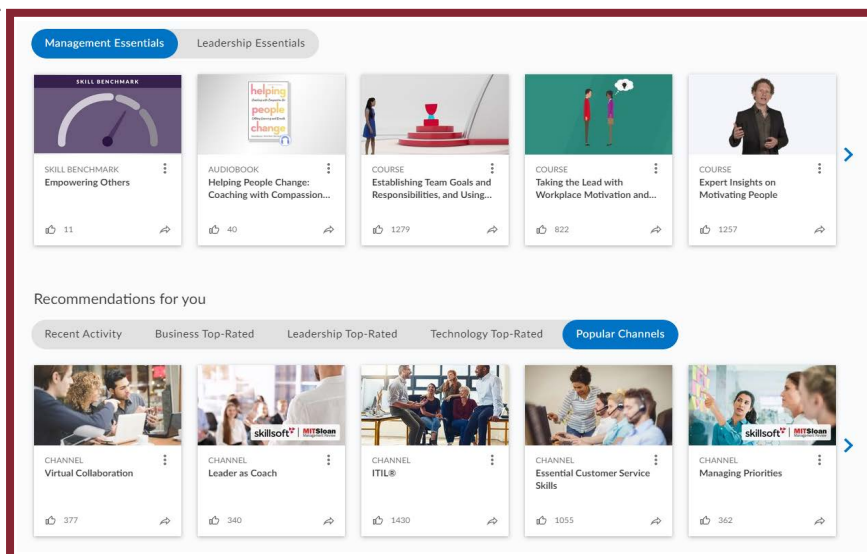 Management Essentials
Leadership Essentials
SKILL BENCHMARK
helping
people
change
SKILL BENCHMARK
Empowering Others
11
AUDIOBOOK
Helping People Change:
Coaching with Compassion...
40
COURSE
Establishing Team Goals and
Responsibilities, and Using...
1279
COURSE
Taking the Lead with
Workplace Motivation and...
822
COURSE
Expert Insights on
Motivating People
1257
Recommendations for you
Recent Activity
Business Top-Rated
Leadership Top-Rated
Technology Top-Rated
Popular Channels
CHANNEL
Virtual Collaboration
377
skillsoft
MITSloan
Management Review
CHANNEL
Leader as Coach
340
CHANNEL
ITIL®
1430
CHANNEL
Essential Customer Service
Skills
1055
skillsoft
MITSloan
Management Review
CHANNEL
Managing Priorities
362